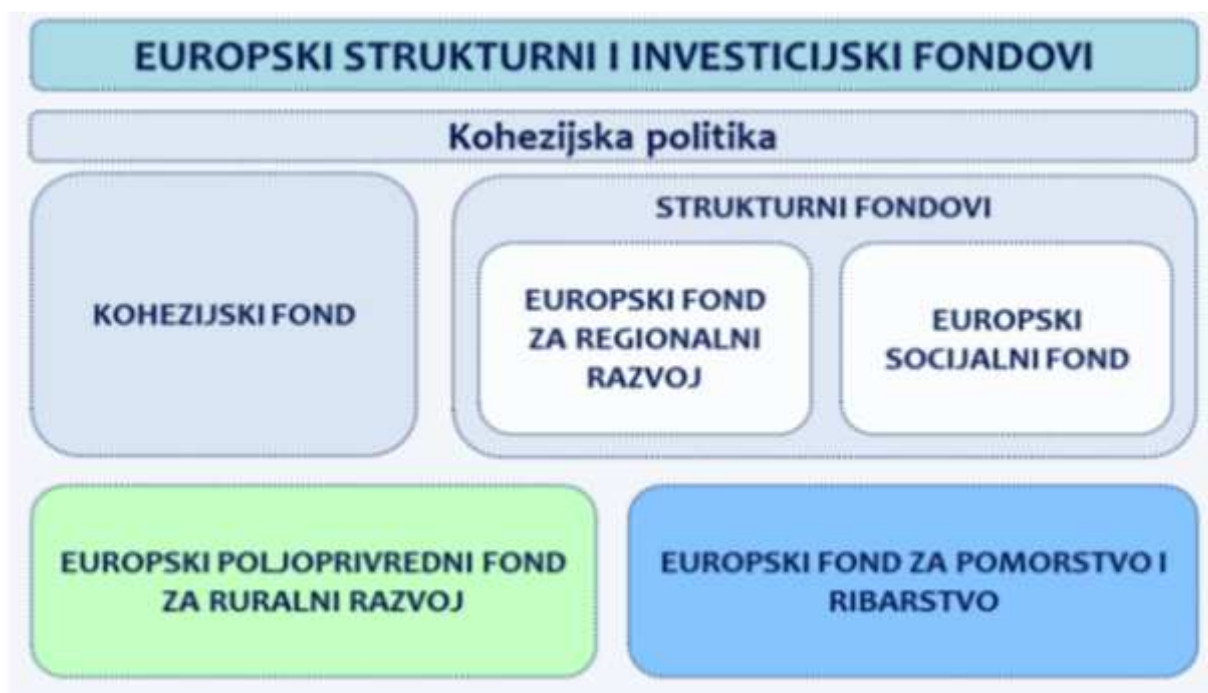 EUROPSKI STRUKTURNI I INVESTICIJSKI FONDOVI
Kohezijska politika
KOHEZIJSKI FOND
STRUKTURNI FONDOVI
EUROPSKI FOND
ZA REGIONALNI
RAZVOJ
EUROPSKI
SOCIJALNI FOND
EUROPSKI POLJOPRIVREDNI FOND
ZA RURALNI RAZVOJ
EUROPSKI FOND ZA POMORSTVO I
RIBARSTVO